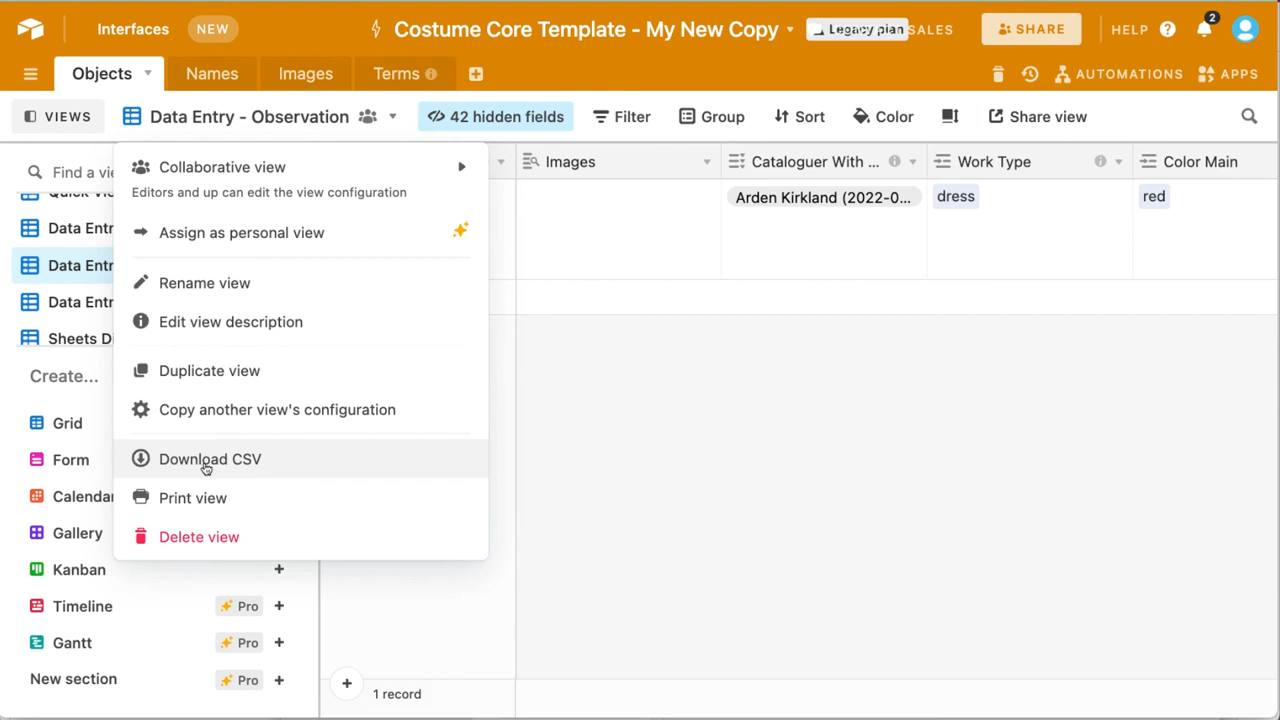 Interfaces NEW Costume Core Template - My New Copy Legacy plan SALES SHARE HELP 2
Objects Names Images Terms AUTOMATIONS APPS
VIEWS Data Entry - Observation 42 hidden fields Filter Group Sort Color Share view
Find a vie
Images Cataloguer With ... Work Type Color Main
Arden Kirkland (2022-0... dress red
Data Entr
Data Entr
Data Entr
Sheets Di
Create...
Grid
Form
Calendar
Gallery
Kanban
Timeline Pro
Gantt Pro
New section Pro
Collaborative view
Editors and up can edit the view configuration
Assign as personal view
Rename view
Edit view description
Duplicate view
Copy another view's configuration
Download CSV
Print view
Delete view
1 record